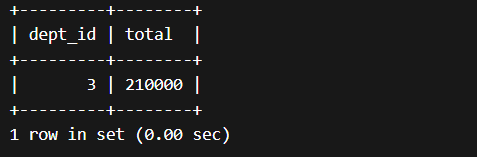 +---------+--------+
| dept_id | total  |
+---------+--------+
|       3 | 210000 |
+---------+--------+
1 row in set (0.00 sec)